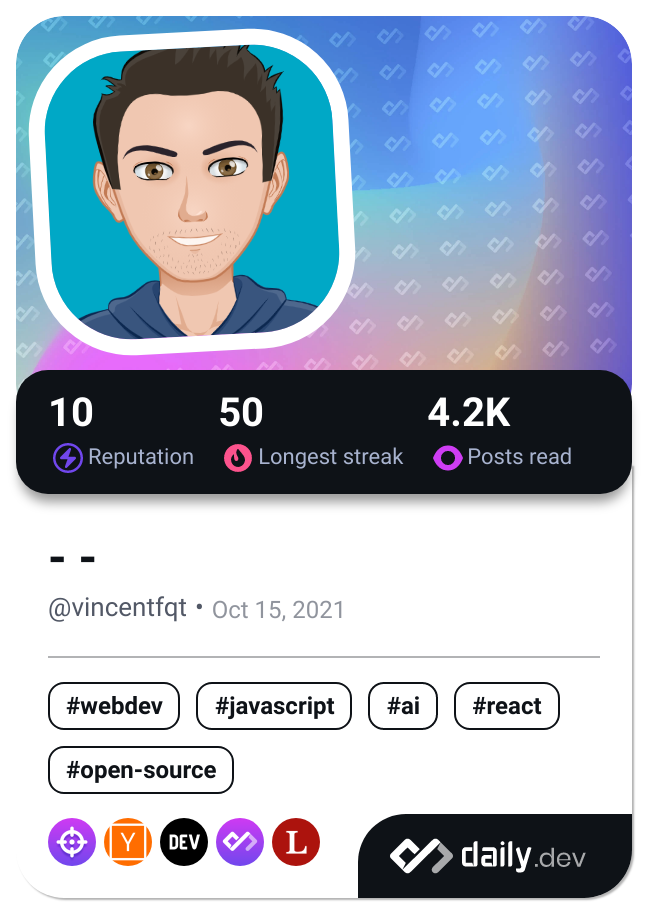 10 50 4.2K
Reputation Longest streak Posts read
- -
@vincentfqt • Oct 15, 2021
#webdev #javascript #ai #react
#open-source
Y DEV L
daily.dev